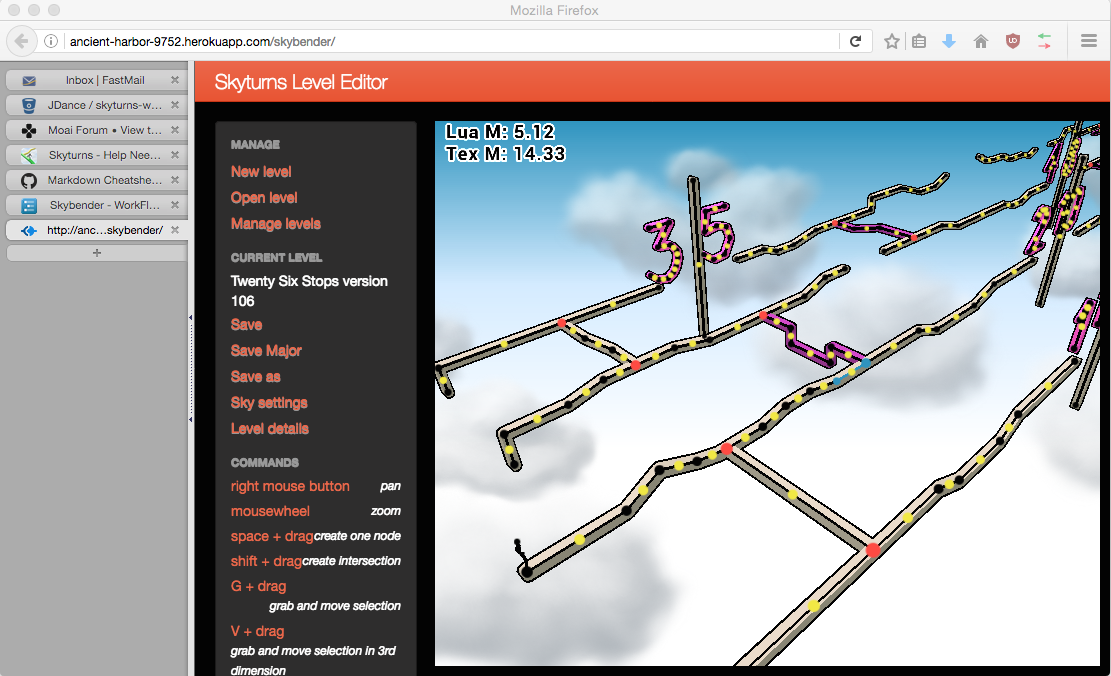 Mozilla Firefox
ancient-harbor-9752.herokuapp.com/skybender/
Inbox | FastMail
JDance / skyturns-w...
Moai Forum • View t...
Skyturns - Help Nee...
Markdown Cheatshe...
Skybender - WorkFl...
http://anc...skybender/
Skyturns Level Editor
MANAGE
New level
Open level
Manage levels
CURRENT LEVEL
Twenty Six Stops version
106
Save
Save Major
Save as
Sky settings
Level details
COMMANDS
right mouse button pan
mousewheel zoom
space + drag create one node
shift + drag create intersection
G + drag
grab and move selection
V + drag
grab and move selection in 3rd
dimension
Lua M: 5.12
Tex M: 14.33
35